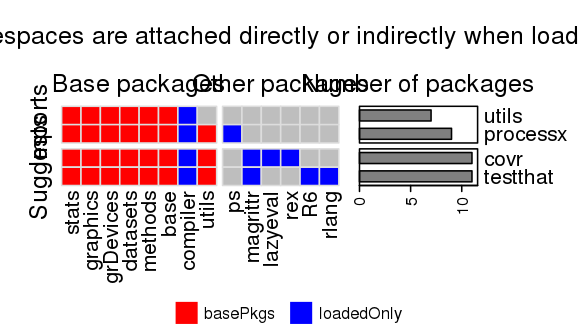 espaces are attached directly or indirectly when load
Base packages Other packages Number of packages
Imports
Suggests
utils
processx
covr
testthat
0 5 10
stats graphics grDevices datasets methods base compiler utils ps magrittr lazyeval rex R6 rlang
basePkgs loadedOnly